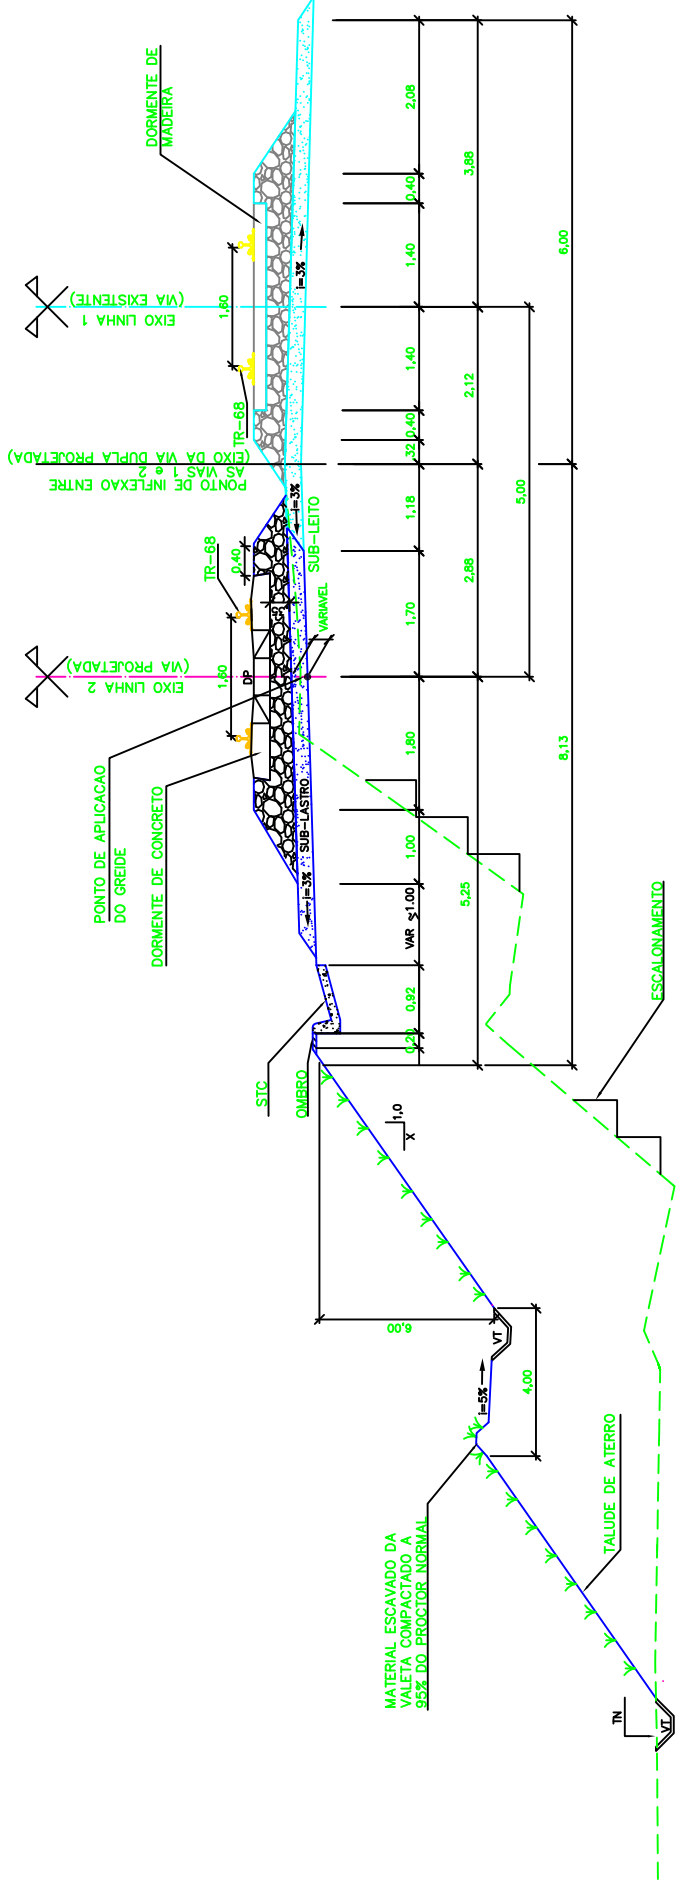 DORMENTE DE
MADEIRA
EIXO LINHA 1
(VIA EXISTENTE)
1,60
TR-68
i=3%
PONTO DE INFLEXAO ENTRE
AS VIAS 1 e 2
(EIXO DA VIA DUPLA PROJETADA)
i=3%
SUB-LEITO
TR-68
0,40
VARIAVEL
EIXO LINHA 2
(VIA PROJETADA)
1,60
DP
PONTO DE APLICACAO
DO GREIDE
DORMENTE DE CONCRETO
SUB-LASTRO
i=3%
STC
OMBRO
2,08
0,40
1,40
1,40
0,40
,32
1,18
1,70
1,80
1,00
VAR ≥1.00
0,92
0,20
3,88
2,12
2,88
5,25
5,00
6,00
8,13
ESCALONAMENTO
1,0
X
6,00
VT
i=5%
4,00
MATERIAL ESCAVADO DA
VALETA COMPACTADO A
95% DO PROCTOR NORMAL
TALUDE DE ATERRO
TN
VT